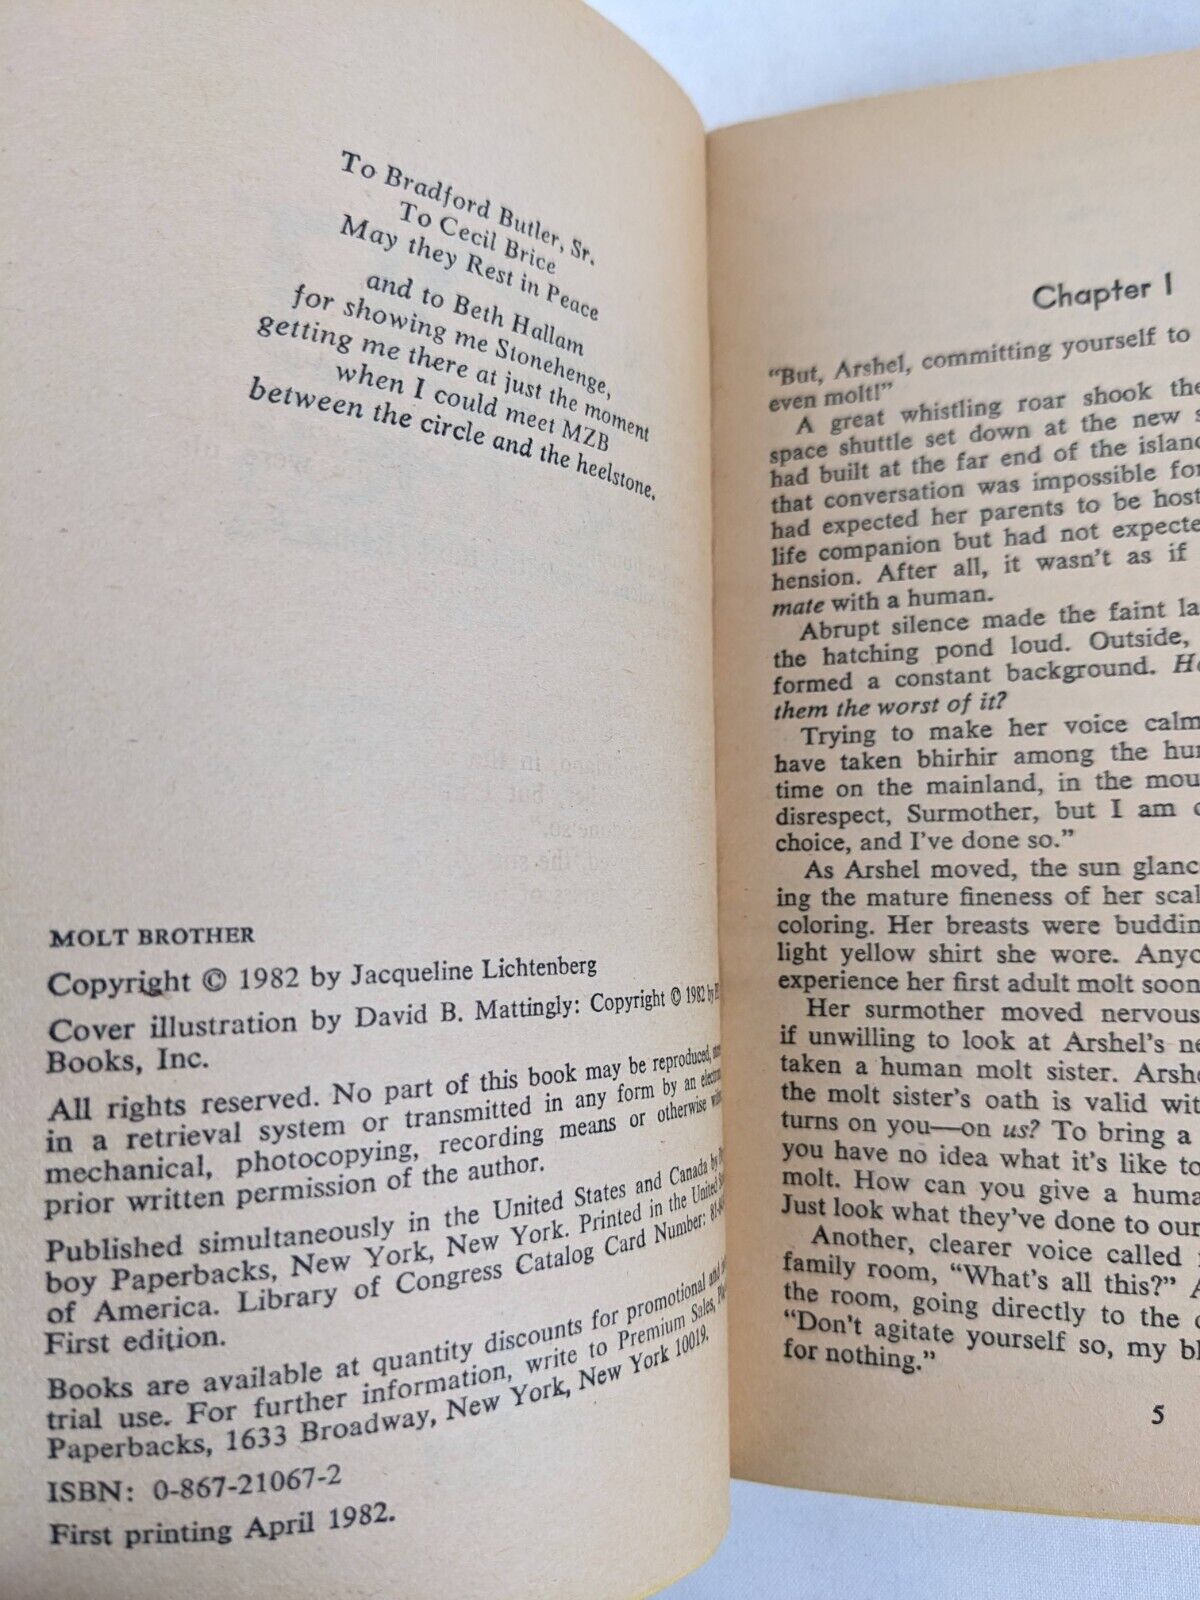 To Bradford Butler, Sr.
To Cecil Brice
May they Rest in Peace
and to Beth Hallam
for showing me Stonehenge,
getting me there at just the moment
when I could meet MZB
between the circle and the heelstone.
MOLT BROTHER
Copyright © 1982 by Jacqueline Lichtenberg
Cover illustration by David B. Mattingly: Copyright © 1982 by
Books, Inc.
All rights reserved. No part of this book may be reproduced,
in a retrieval system or transmitted in any form by an
mechanical, photocopying, recording means or otherwise
prior written permission of the author.
Published simultaneously in the United States and Canada by
boy Paperbacks, New York, New York. Printed in the United
of America. Library of Congress Catalog Card Number: 81-
First edition.
Books are available at quantity discounts for promotional and
trial use. For further information, write to Premium Sales,
Paperbacks, 1633 Broadway, New York, New York 10019.
ISBN: 0-867-21067-2
First printing April 1982.
Chapter I
"But, Arshel, committing yourself to
even molt!"
A great whistling roar shook the
space shuttle set down at the new s
had built at the far end of the island
that conversation was impossible for
had expected her parents to be host
life companion but had not expecte
hension. After all, it wasn't as if
mate with a human.
Abrupt silence made the faint la
the hatching pond loud. Outside,
formed a constant background. Ha
them the worst of it?
Trying to make her voice calm
have taken bhirhir among the hum
time on the mainland, in the mou
disrespect, Surmother, but I am c
choice, and I've done so."
As Arshel moved, the sun glanc
ing the mature fineness of her scal
coloring. Her breasts were buddin
light yellow shirt she wore. Anyo
experience her first adult molt soon
Her surmother moved nervous
if unwilling to look at Arshel's ne
taken a human molt sister. Arshe
the molt sister's oath is valid wit
turns on you—on us? To bring a
you have no idea what it's like to
molt. How can you give a huma
Just look what they've done to our
Another, clearer voice called f
family room, "What's all this?" A
the room, going directly to the
"Don't agitate yourself so, my bl
for nothing."
5